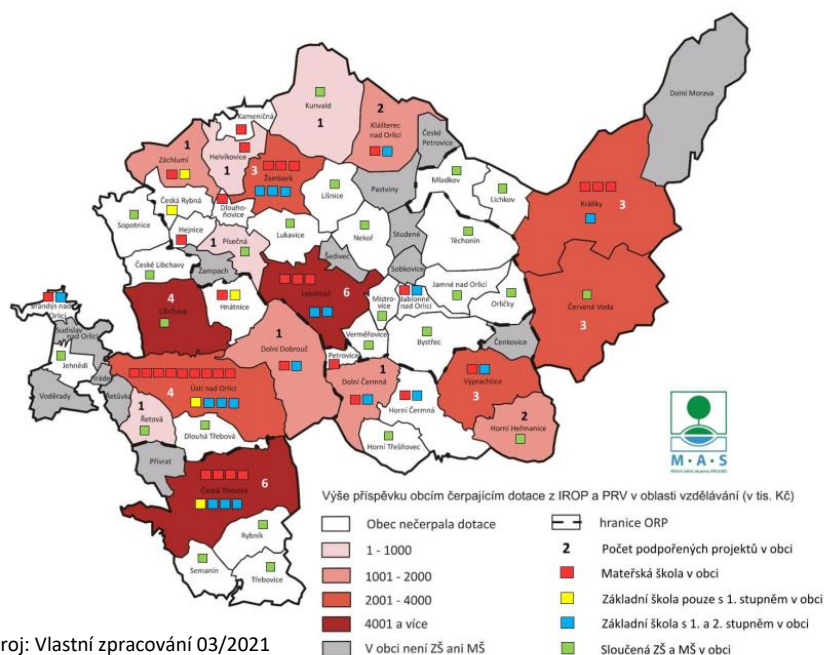 Dolní Morava
Kunvald
1
2
Klášterec
nad Orlicí
Kameničná
České
Petrovice
1
Záchlumí
Helvíkovice
1
3
Žamberk
Mladkov
Lichkov
Pastviny
Líšnice
Králíky
3
Česká Rybná
Dlouho-
ňovice
Sopotnice
Hejnice
1
Písečná
Lukavice
Nekoř
Studené
Těchonín
České Libchavy
Žampach
Šedivec
Sobkovice
4
Libchavy
Hnátnice
Letohrad
6
Mistro-
vice
Jablonné
nad Orlicí
Jamné nad Orlicí
Orličky
Červená Voda
3
Brandýs nad
Orlicí
Sudislav
nad Orlicí
Jehnědí
Hrádek
Voděrady
Řetůvka
1
Dolní Dobrouč
Verměřovice
Petrovice
Bystřec
Čenkovice
4
Ústí nad Orlicí
1
Dolní Čermná
Horní Čermná
Výprachtice
3
1
Řetová
Dlouhá Třebová
Horní Třešňovec
2
Horní Heřmanice
Přívrat
Česká Třebová
6
Rybník
Semanín
Třebovice
M·A·S
Výše příspěvku obcím čerpajícím dotace z IROP a PRV v oblasti vzdělávání (v tis. Kč)
Obec nečerpala dotace
1 - 1000
1001 - 2000
2001 - 4000
4001 a více
V obci není ZŠ ani MŠ
hranice ORP
2 Počet podpořených projektů v obci
Mateřská škola v obci
Základní škola pouze s 1. stupněm v obci
Základní škola s 1. a 2. stupněm v obci
Sloučená ZŠ a MŠ v obci
roj: Vlastní zpracování 03/2021